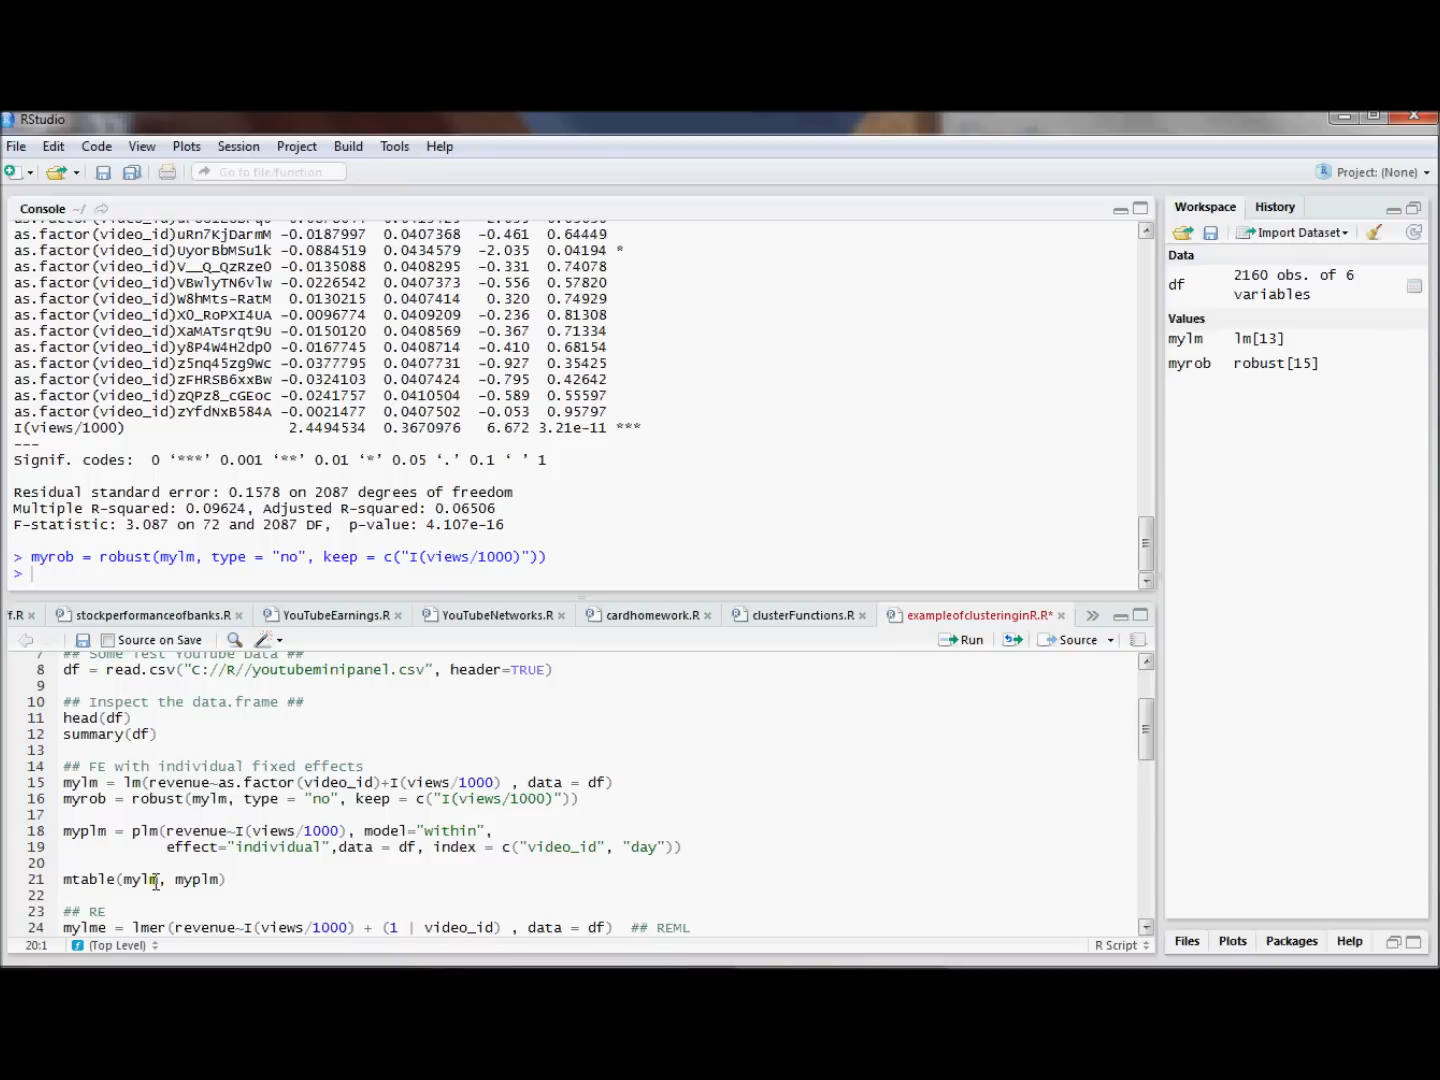 RStudio
File Edit Code View Plots Session Project Build Tools Help
Go to file/function
Project: (None)
Console ~/
as.factor(video_id)uRn7KjDarmM -0.0187997 0.0407368 -0.461 0.64449
as.factor(video_id)UyorBbMSu1k -0.0884519 0.0434579 -2.035 0.04194 *
as.factor(video_id)V__Q_QzRze0 -0.0135088 0.0408295 -0.331 0.74078
as.factor(video_id)VBwlyTN6vlw -0.0226542 0.0407373 -0.556 0.57820
as.factor(video_id)W8hMts-RatM 0.0130215 0.0407414 0.320 0.74929
as.factor(video_id)X0_RoPXI4UA -0.0096774 0.0409209 -0.236 0.81308
as.factor(video_id)XaMATsrqt9U -0.0150120 0.0408569 -0.367 0.71334
as.factor(video_id)y8P4W4H2dp0 -0.0167745 0.0408714 -0.410 0.68154
as.factor(video_id)z5nq45zg9Wc -0.0377795 0.0407731 -0.927 0.35425
as.factor(video_id)zFHRSB6xxBw -0.0324103 0.0407424 -0.795 0.42642
as.factor(video_id)zQPz8_cGEoc -0.0241757 0.0410504 -0.589 0.55597
as.factor(video_id)zYfdNxB584A -0.0021477 0.0407502 -0.053 0.95797
I(views/1000) 2.4494534 0.3670976 6.672 3.21e-11 ***
---
Signif. codes: 0 ‘***’ 0.001 ‘**’ 0.01 ‘*’ 0.05 ‘.’ 0.1 ‘ ’ 1
Residual standard error: 0.1578 on 2087 degrees of freedom
Multiple R-squared: 0.09624, Adjusted R-squared: 0.06506
F-statistic: 3.087 on 72 and 2087 DF, p-value: 4.107e-16
> myrob = robust(mylm, type = "no", keep = c("I(views/1000)"))
>
f.R stockperformanceofbanks.R YouTubeEarnings.R YouTubeNetworks.R cardhomework.R clusterFunctions.R exampleofclusteringinR.R*
Source on Save Run Source
7 ## Some Test YouTube Data ##
8 df = read.csv("C://R//youtubeminipanel.csv", header=TRUE)
9
10 ## Inspect the data.frame ##
11 head(df)
12 summary(df)
13
14 ## FE with individual fixed effects
15 mylm = lm(revenue~as.factor(video_id)+I(views/1000) , data = df)
16 myrob = robust(mylm, type = "no", keep = c("I(views/1000)"))
17
18 myplm = plm(revenue~I(views/1000), model="within",
19 effect="individual",data = df, index = c("video_id", "day"))
20
21 mtable(mylm, myplm)
22
23 ## RE
24 mylme = lmer(revenue~I(views/1000) + (1 | video_id) , data = df) ## REML
20:1 (Top Level) R Script
Workspace History
Import Dataset
Data
df 2160 obs. of 6 variables
Values
mylm lm[13]
myrob robust[15]
Files Plots Packages Help